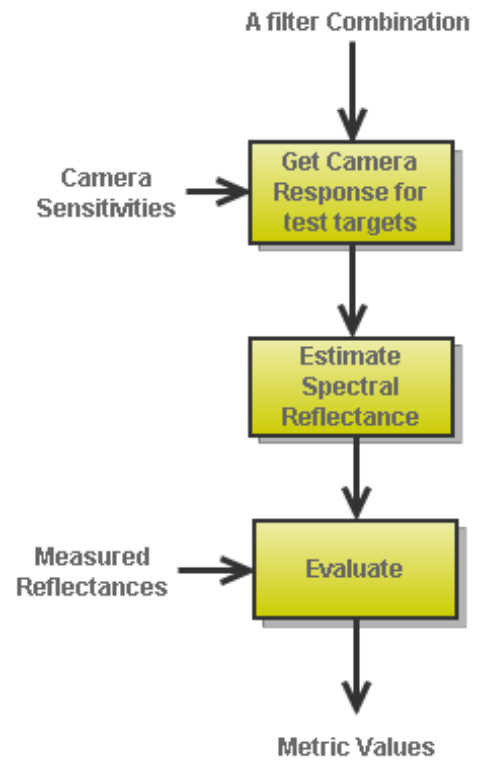 A filter Combination
Get Camera
Response for
test targets
Camera
Sensitivities
Estimate
Spectral
Reflectance
Evaluate
Measured
Reflectances
Metric Values